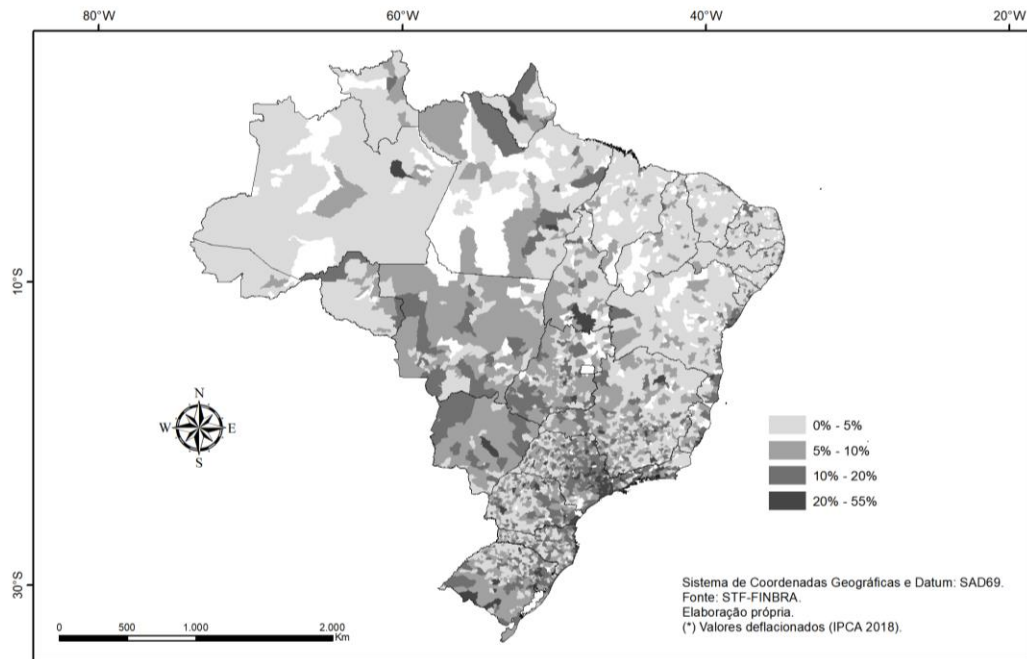 80°W 60°W 40°W 20°W
10°S
N
W E
S
0% - 5%
5% - 10%
10% - 20%
20% - 55%
30°S
Sistema de Coordenadas Geográficas e Datum: SAD69.
Fonte: STF-FINBRA.
Elaboração própria.
(*) Valores deflacionados (IPCA 2018).
0 500 1.000 2.000
Km